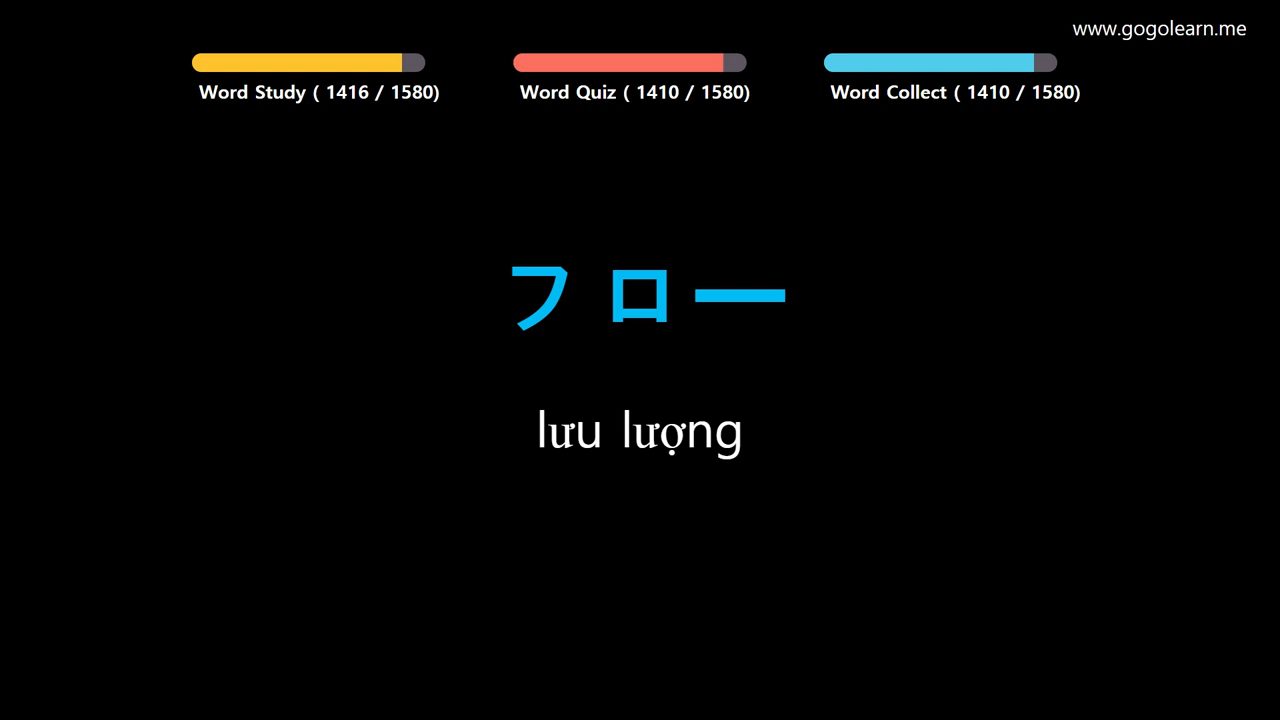 www.gogolearn.me
Word Study ( 1416 / 1580)
Word Quiz ( 1410 / 1580)
Word Collect ( 1410 / 1580)
フロー
lưu lượng